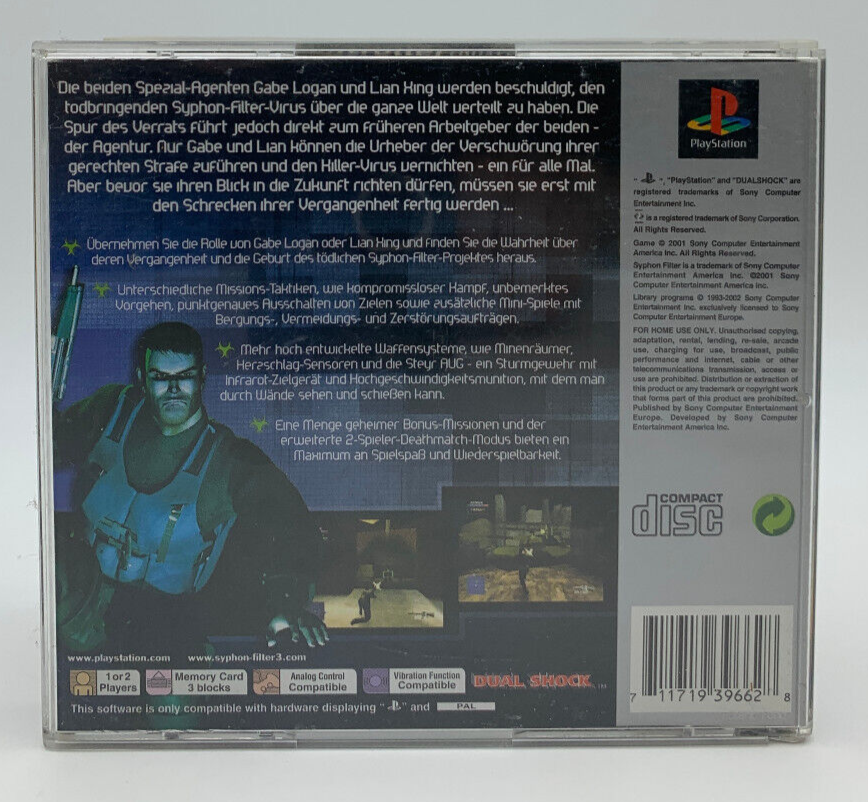 Die beiden Spezial-Agenten Gabe Logan und Lian Xing werden beschuldigt, den
todbringenden Syphon-Filter-Virus über die ganze Welt verteilt zu haben. Die
Spur des Verrats führt jedoch direkt zum früheren Arbeitgeber der beiden -
der Agentur. Nur Gabe und Lian können die Urheber der Verschwörung ihrer
gerechten Strafe zuführen und den Killer-Virus vernichten - ein für alle Mal.
Aber bevor sie ihren Blick in die Zukunft richten dürfen, müssen sie erst mit
den Schrecken ihrer Vergangenheit fertig werden ...
Übernehmen Sie die Rolle von Gabe Logan oder Lian Xing und finden Sie die Wahrheit über
deren Vergangenheit und die Geburt des tödlichen Syphon-Filter-Projektes heraus.
Unterschiedliche Missions-Taktiken, wie kompromissloser Kampf, unbemerktes
Vorgehen, punktgenaues Ausschalten von Zielen sowie zusätzliche Mini-Spiele mit
Bergungs-, Vermeidungs- und Zerstörungsaufträgen.
Mehr hoch entwickelte Waffensysteme, wie Minenräumer,
Herzschlag-Sensoren und die Steyr AUG - ein Sturmgewehr mit
Infrarot-Zielgerät und Hochgeschwindigkeitsmunition, mit dem man
durch Wände sehen und schießen kann.
Eine Menge geheimer Bonus-Missionen und der
erweiterte 2-Spieler-Deathmatch-Modus bieten ein
Maximum an Spielspaß und Wiederspielbarkeit.
www.playstation.com www.syphon-filter3.com
1 or 2
Players
Memory Card
3 blocks
Analog Control
Compatible
Vibration Function
Compatible
DUAL SHOCK™
This software is only compatible with hardware displaying " " and PAL
PlayStation
" ", "PlayStation" and "DUALSHOCK" are
registered trademarks of Sony Computer
Entertainment Inc.
is a registered trademark of Sony Corporation.
All Rights Reserved.
Game © 2001 Sony Computer Entertainment
America Inc. All Rights Reserved.
Syphon Filter is a trademark of Sony Computer
Entertainment America Inc. ©2001 Sony
Computer Entertainment America Inc.
Library programs © 1993-2002 Sony Computer
Entertainment Inc. exclusively licensed to Sony
Computer Entertainment Europe.
FOR HOME USE ONLY. Unauthorised copying,
adaptation, rental, lending, re-sale, arcade
use, charging for use, broadcast, public
performance and internet, cable or other
telecommunications transmission, access or
use are prohibited. Distribution or extraction of
this product or any trademark or copyright work
that forms part of this product are prohibited.
Published by Sony Computer Entertainment
Europe. Developed by Sony Computer
Entertainment America Inc.
COMPACT
disc
7 11719 39662 8